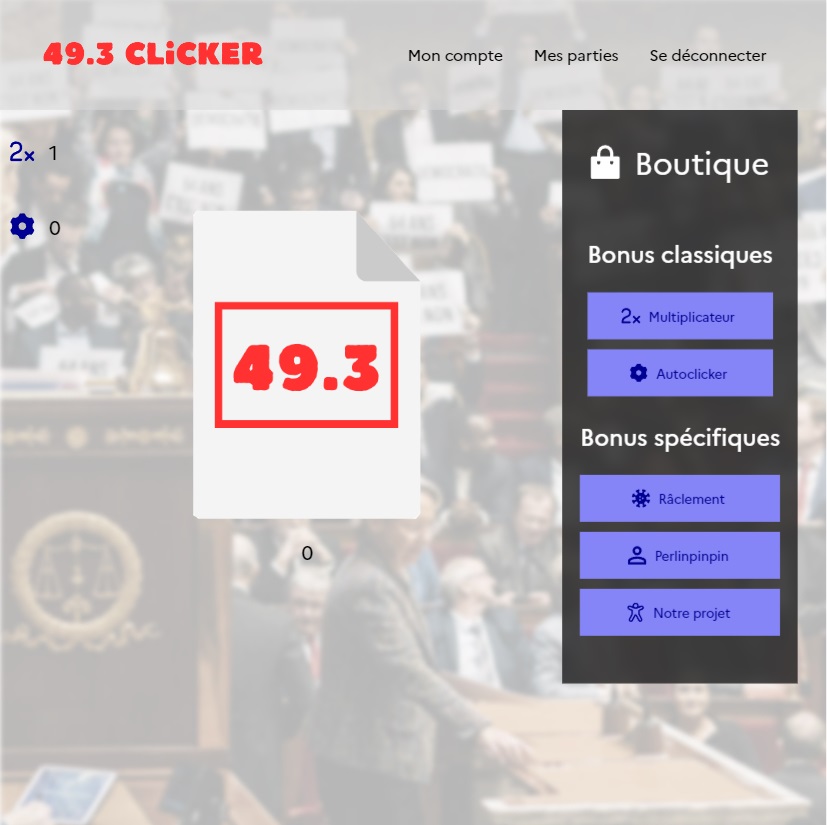 49.3 CLiCKER
Mon compte
Mes parties
Se déconnecter
2x 1
0
49.3
0
Boutique
Bonus classiques
2x Multiplicateur
Autoclicker
Bonus spécifiques
Râclement
Perlinpinpin
Notre projet